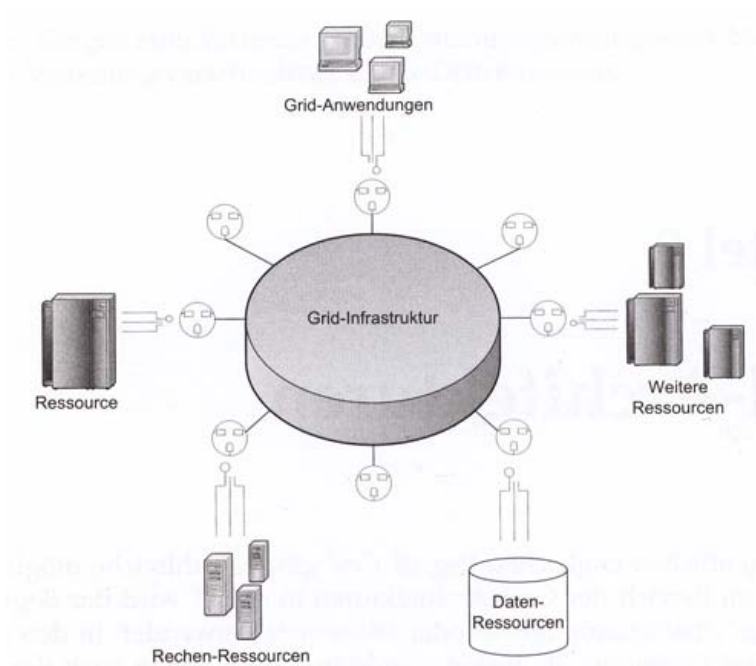 Grid-Anwendungen
Grid-Infrastruktur
Ressource
Weitere
Ressourcen
Rechen-Ressourcen
Daten-
Ressourcen